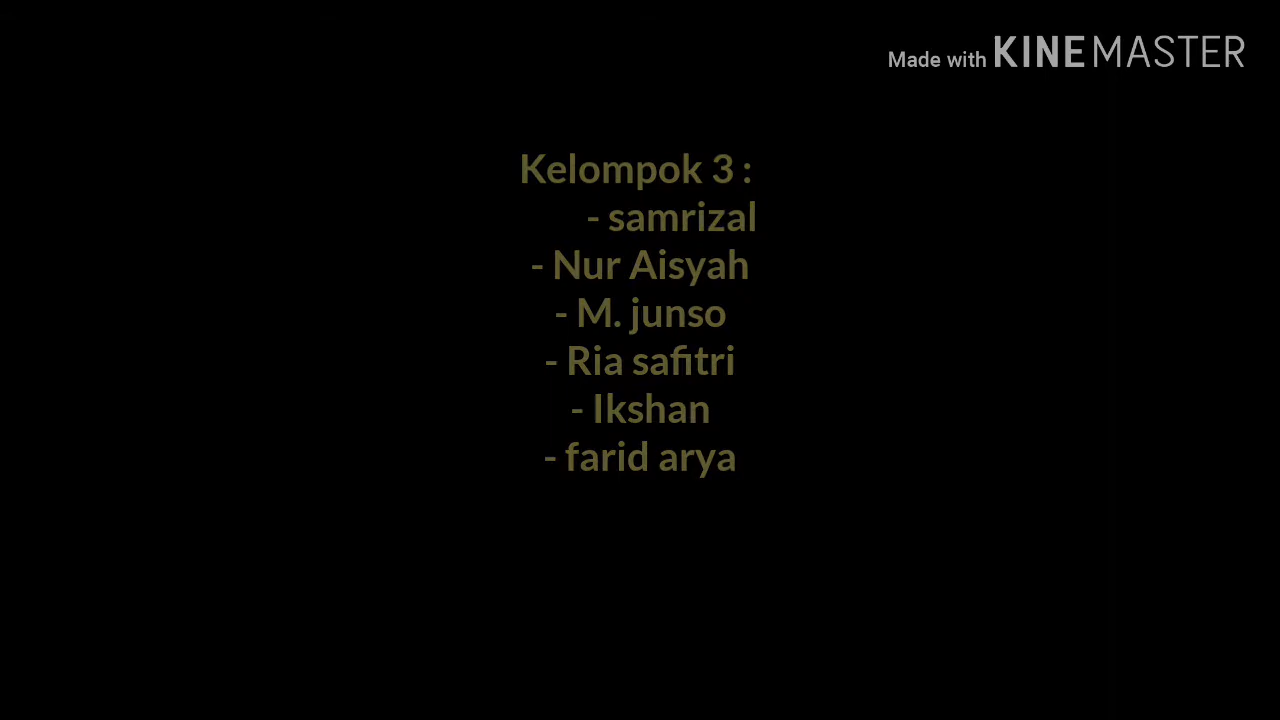 Made with KINEMASTER
Kelompok 3 :
- samrizal
- Nur Aisyah
- M. junso
- Ria safitri
- Ikshan
- farid arya